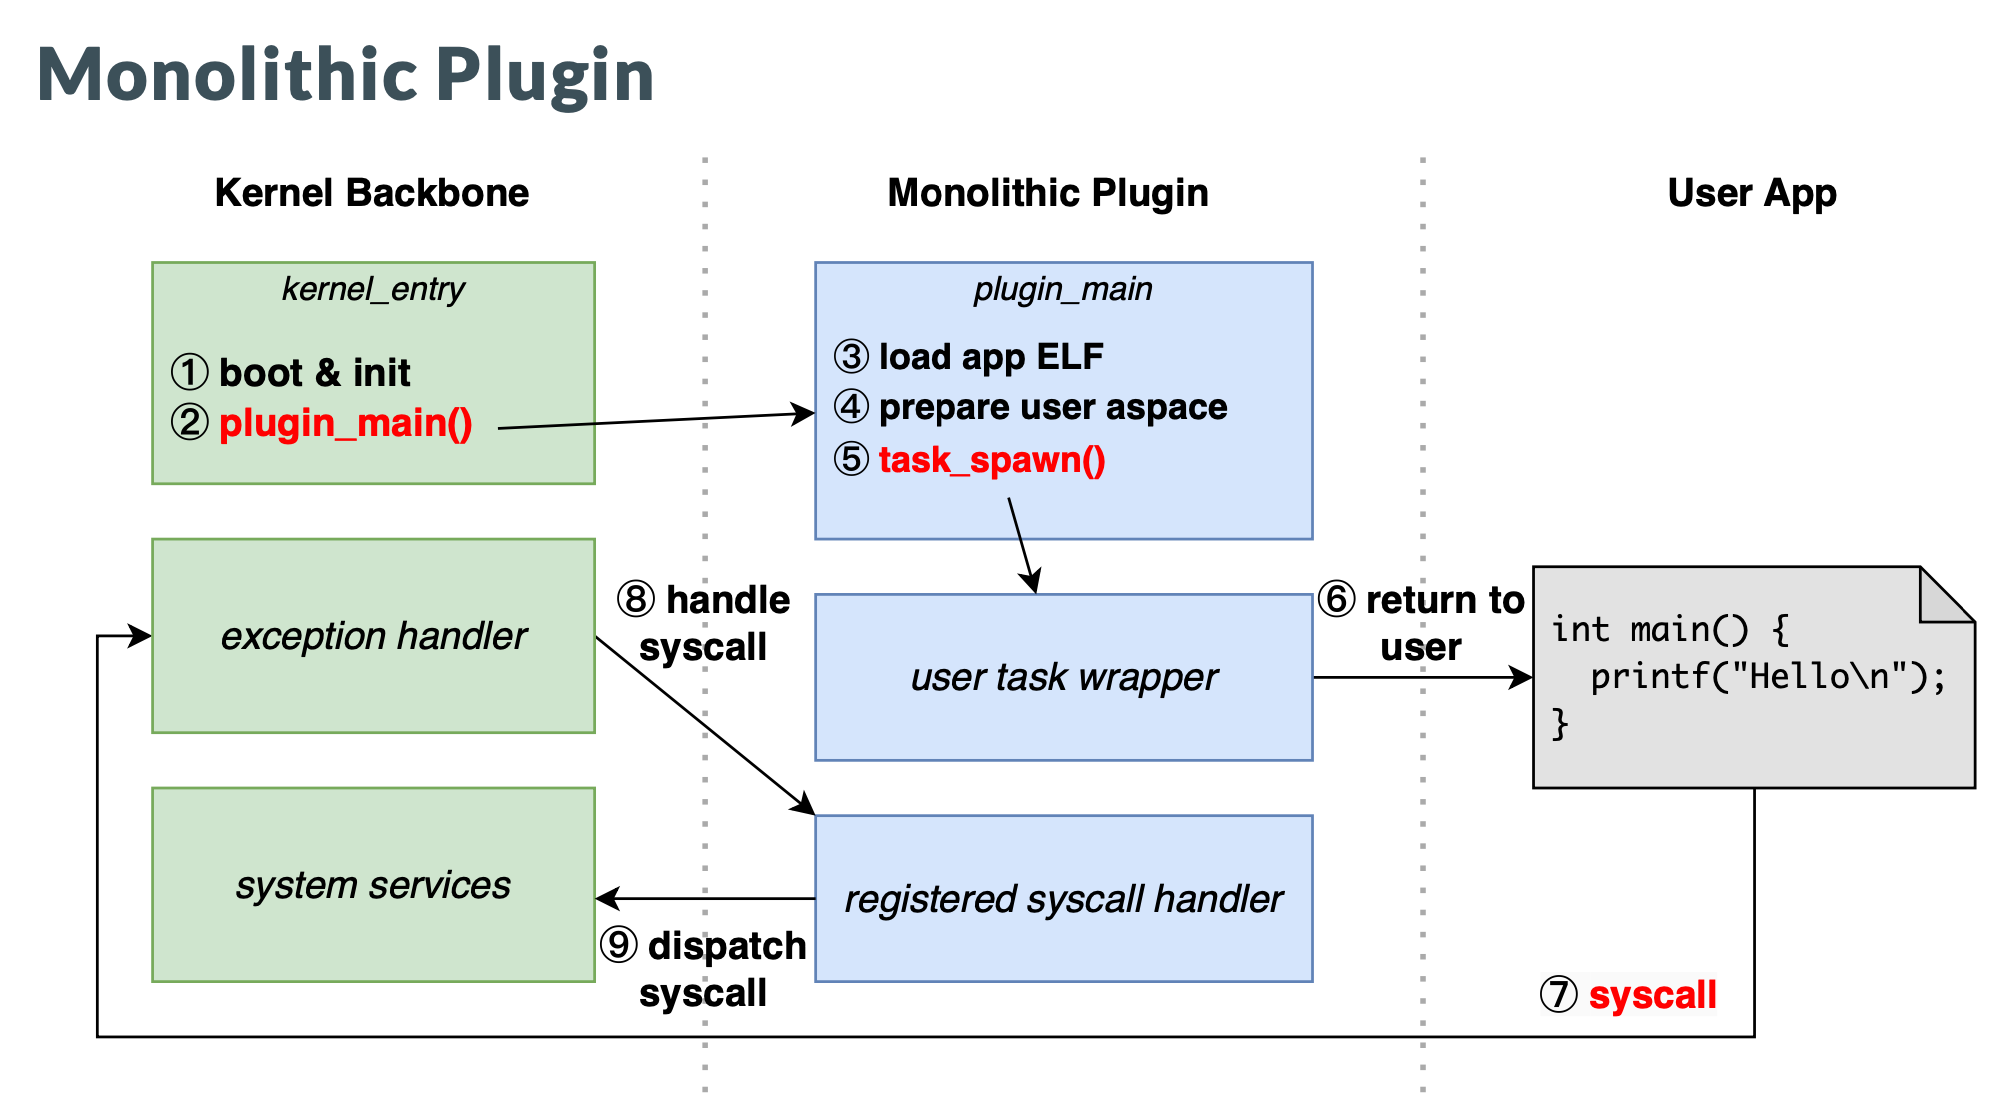 Monolithic Plugin
Kernel Backbone
Monolithic Plugin
User App
kernel_entry
① boot & init
② plugin_main()
plugin_main
③ load app ELF
④ prepare user aspace
⑤ task_spawn()
exception handler
⑧ handle
syscall
user task wrapper
⑥ return to
user
int main() {
  printf("Hello\n");
}
system services
registered syscall handler
⑨ dispatch
syscall
⑦ syscall